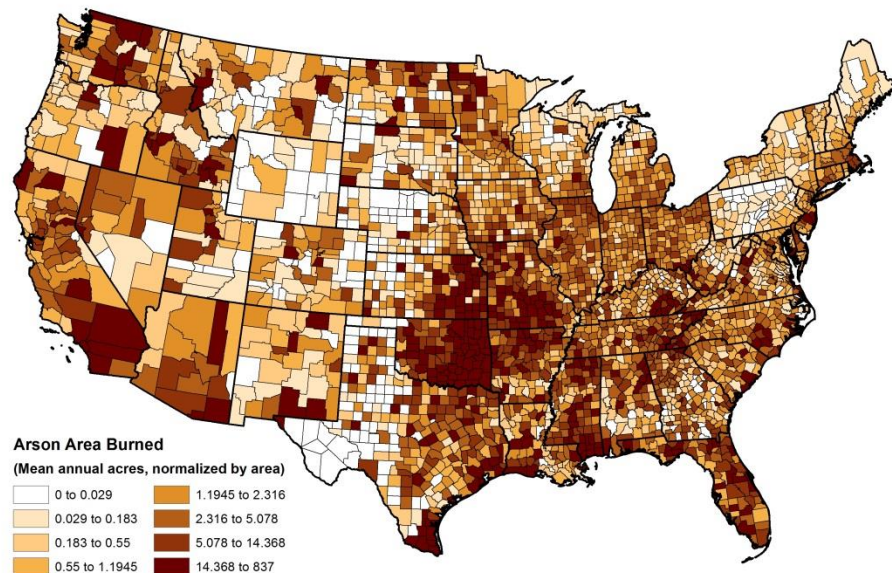 Arson Area Burned
(Mean annual acres, normalized by area)
0 to 0.029
0.029 to 0.183
0.183 to 0.55
0.55 to 1.1945
1.1945 to 2.316
2.316 to 5.078
5.078 to 14.368
14.368 to 837